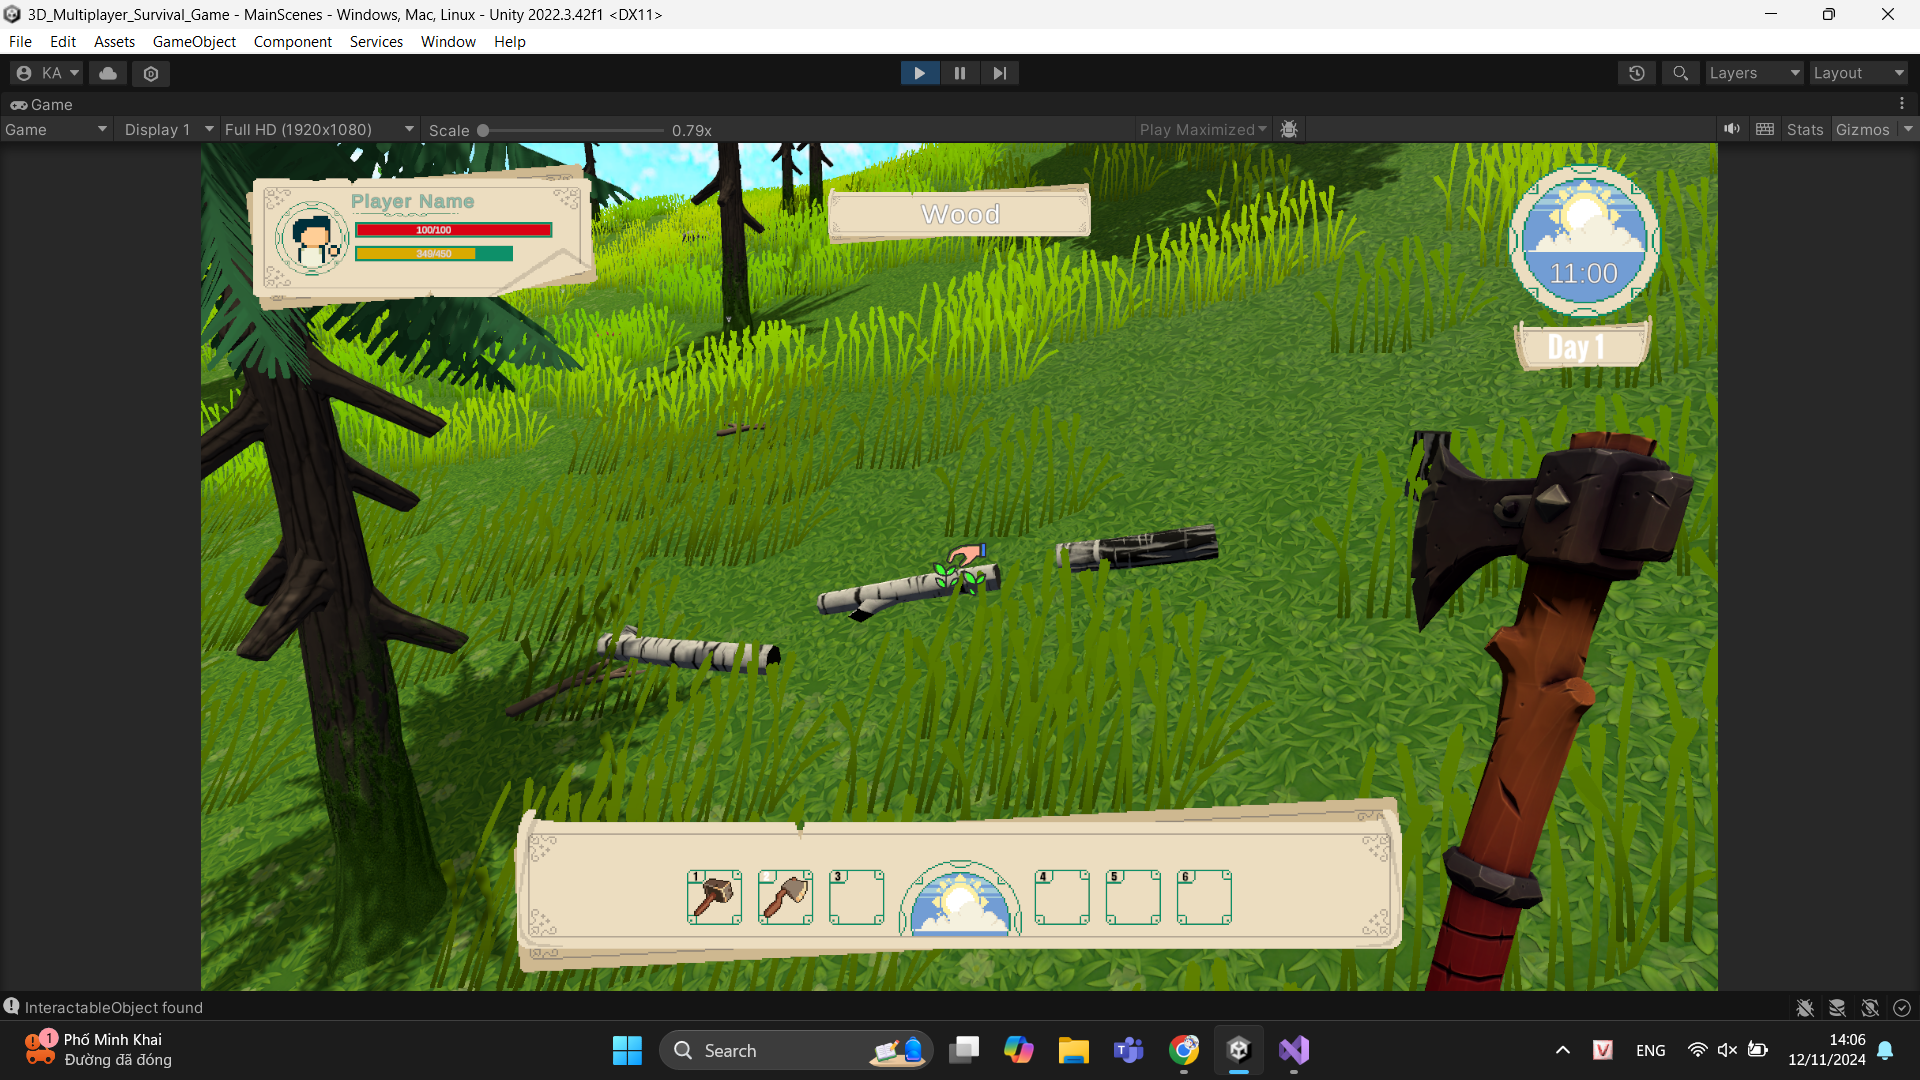 3D_Multiplayer_Survival_Game - MainScenes - Windows, Mac, Linux - Unity 2022.3.42f1 <DX11>
File Edit Assets GameObject Component Services Window Help
KA
Layers
Layout
Game
Game
Display 1
Full HD (1920x1080)
Scale
0.79x
Play Maximized
Stats
Gizmos
Player Name
100/100
349/450
Wood
11:00
Day 1
1
2
3
4
5
6
InteractableObject found
1
Phố Minh Khai
Đường đã đóng
Search
V
ENG
14:06
12/11/2024